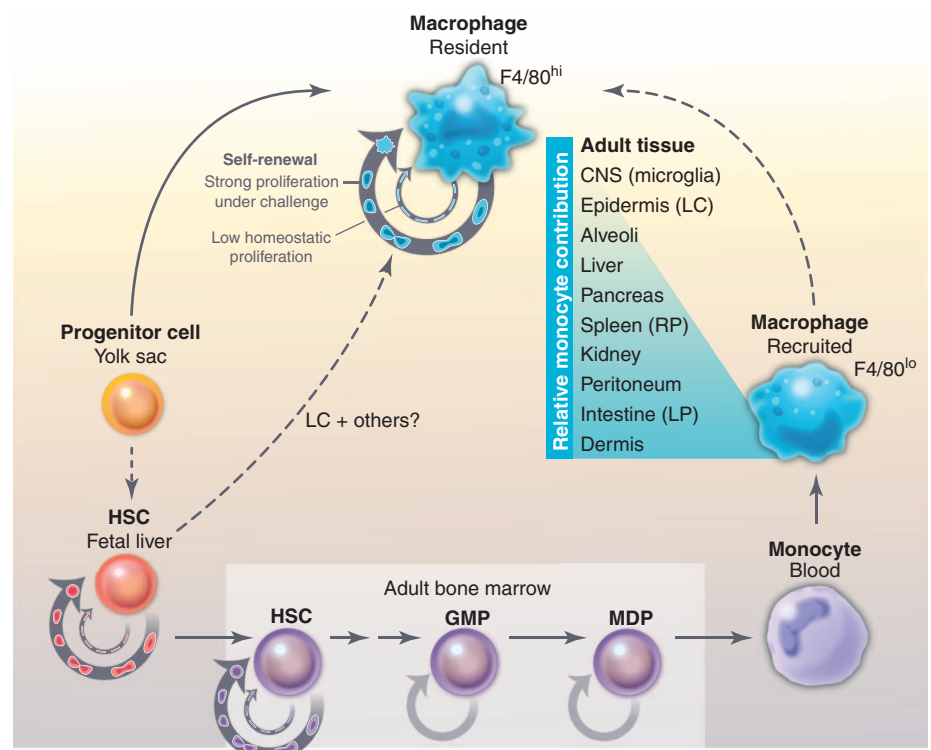 Macrophage
Resident
F4/80hi
Self-renewal
Strong proliferation
under challenge
Low homeostatic
proliferation
Relative monocyte contribution
Adult tissue
CNS (microglia)
Epidermis (LC)
Alveoli
Liver
Pancreas
Spleen (RP)
Kidney
Peritoneum
Intestine (LP)
Dermis
Macrophage
Recruited
F4/80lo
Progenitor cell
Yolk sac
LC + others?
HSC
Fetal liver
Monocyte
Blood
Adult bone marrow
HSC
GMP
MDP